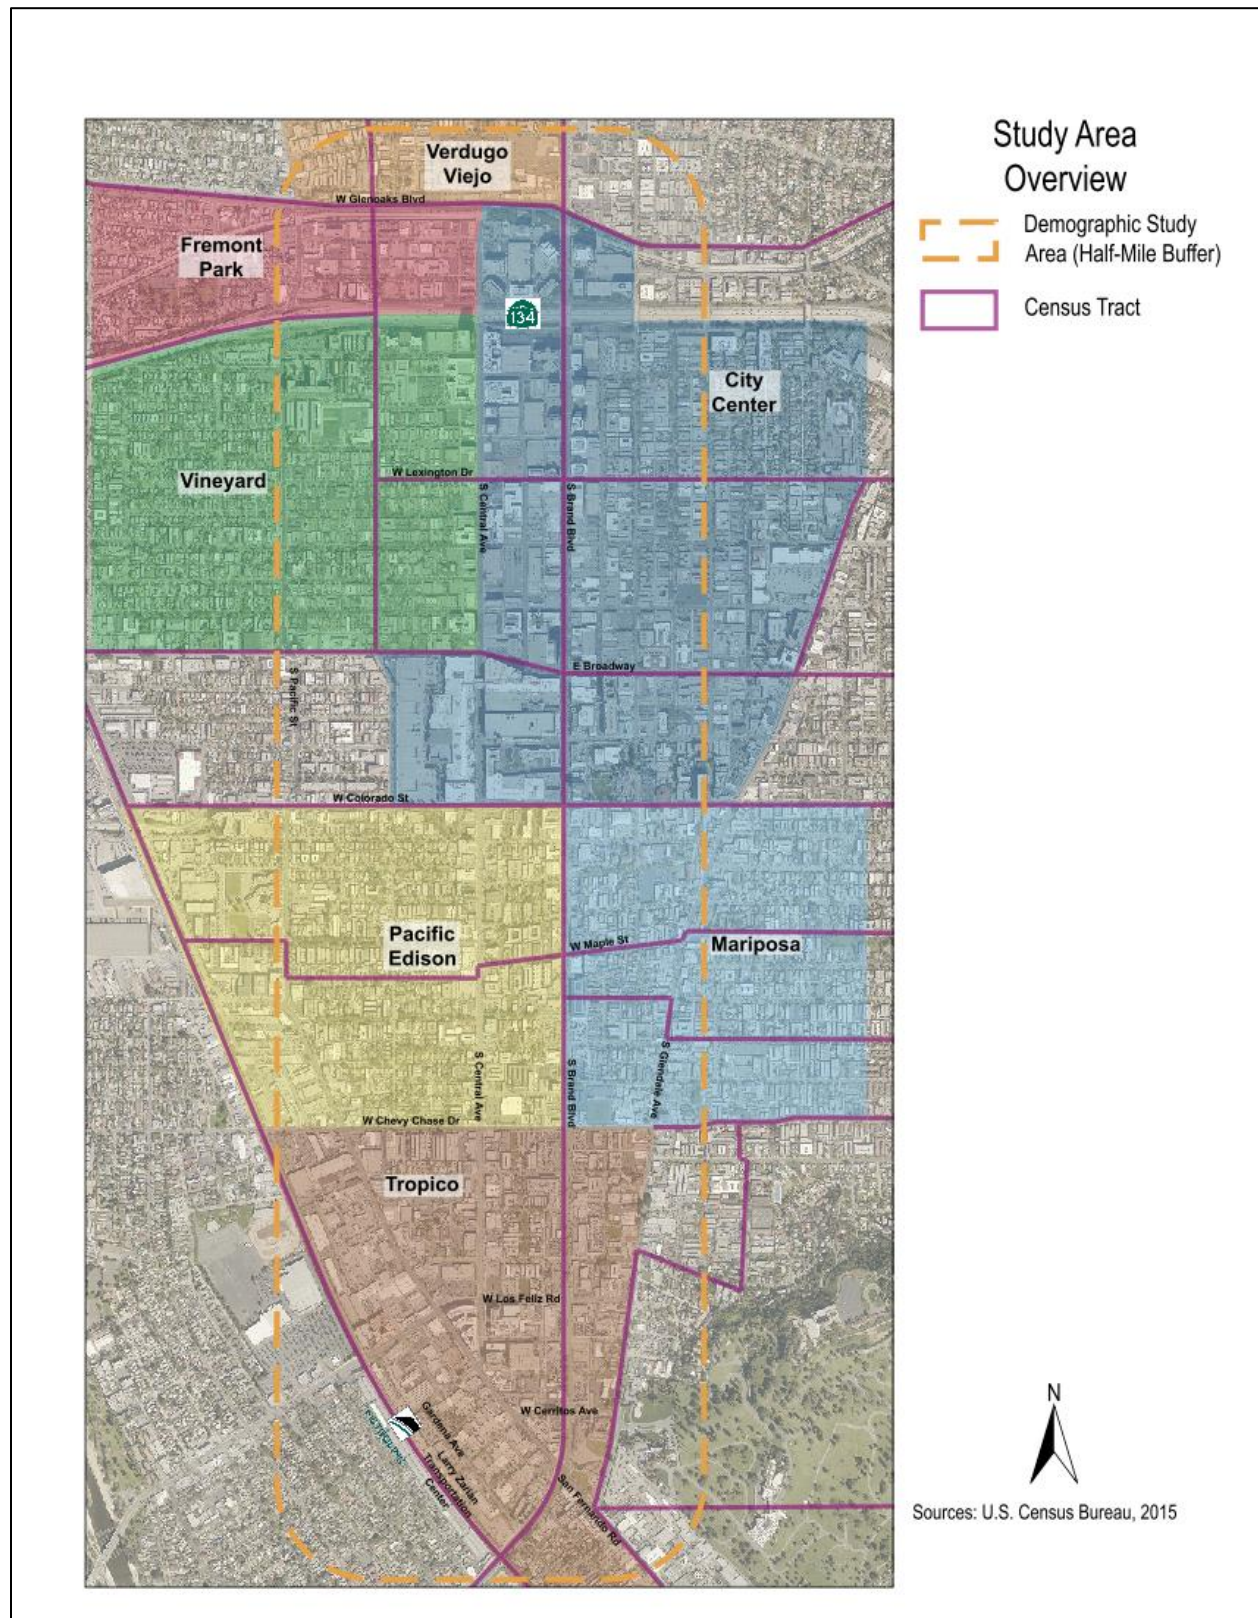 Study Area
Overview
Demographic Study
Area (Half-Mile Buffer)
Census Tract
Verdugo
Viejo
W Glenoaks Blvd
Fremont
Park
134
City
Center
W Lexington Dr
Vineyard
S Central Ave
S Brand Blvd
E Broadway
S Pacific St
W Colorado St
Pacific
Edison
W Maple St
Mariposa
S Central Ave
S Brand Blvd
S Glendale Ave
W Chevy Chase Dr
Tropico
W Los Feliz Rd
W Cerritos Ave
Gardena Ave
METROLINK
Larry Zarian
Transportation
Center
San Fernando Rd
N
Sources: U.S. Census Bureau, 2015